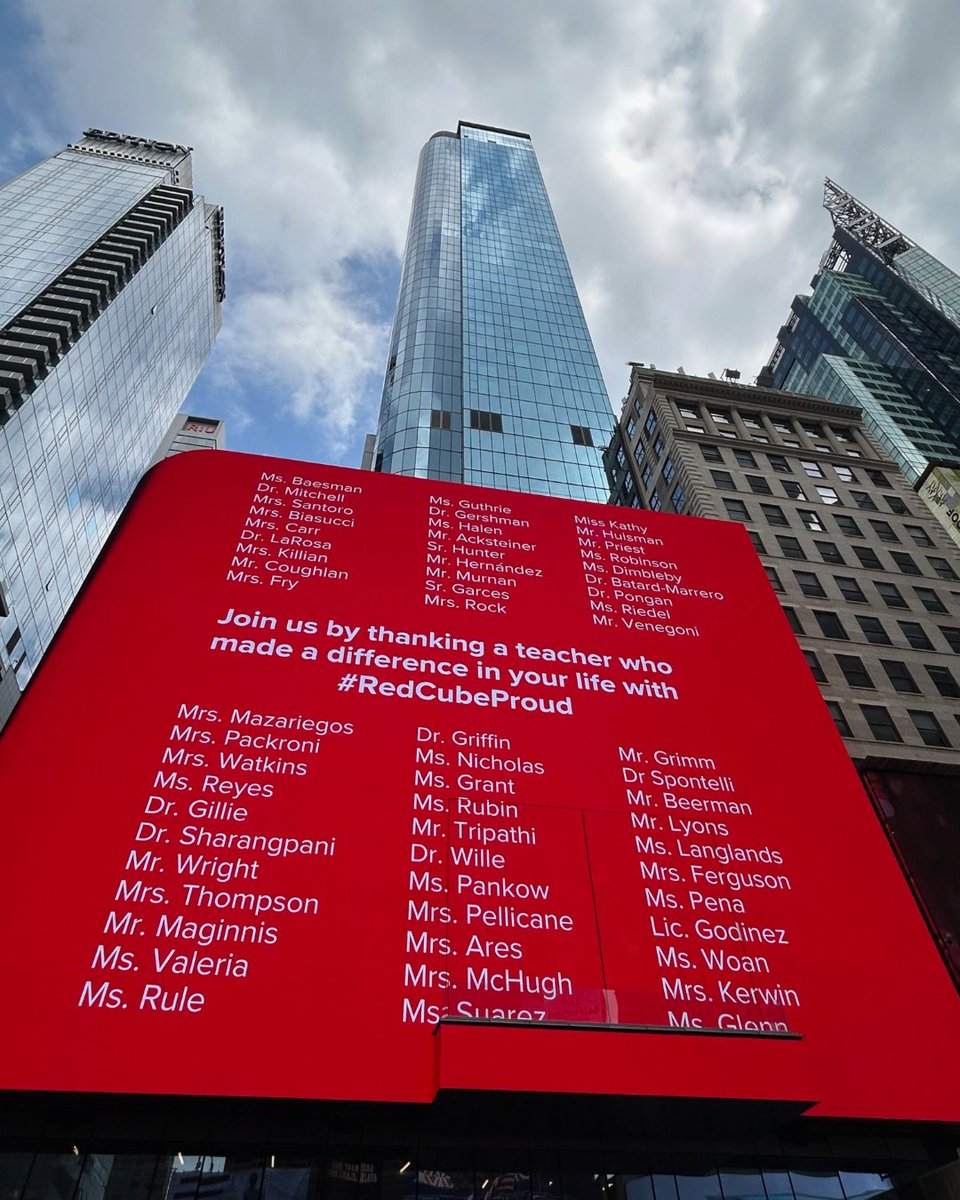 EDITION
RIU
Ms. Baesman
Dr. Mitchell
Mrs. Santoro
Mrs. Biasucci
Mrs. Carr
Dr. LaRosa
Mrs. Killian
Mr. Coughlan
Mrs. Fry
Ms. Guthrie
Dr. Gershman
Ms. Halen
Mr. Acksteiner
Sr. Hunter
Mr. Hernández
Mr. Murnan
Sr. Garces
Mrs. Rock
Miss Kathy
Mr. Huisman
Mr. Priest
Ms. Robinson
Ms. Dimbleby
Dr. Batard-Marrero
Dr. Pongan
Ms. Riedel
Mr. Venegoni
Join us by thanking a teacher who
made a difference in your life with
#RedCubeProud
Mrs. Mazariegos
Mrs. Packroni
Mrs. Watkins
Ms. Reyes
Dr. Gillie
Dr. Sharangpani
Mr. Wright
Mrs. Thompson
Mr. Maginnis
Ms. Valeria
Ms. Rule
Dr. Griffin
Ms. Nicholas
Ms. Grant
Ms. Rubin
Mr. Tripathi
Dr. Wille
Ms. Pankow
Mrs. Pellicane
Mrs. Ares
Mrs. McHugh
Ms. Suarez
Mr. Grimm
Dr Spontelli
Mr. Beerman
Mr. Lyons
Ms. Langlands
Mrs. Ferguson
Ms. Pena
Lic. Godinez
Ms. Woan
Mrs. Kerwin
Ms. Glenn